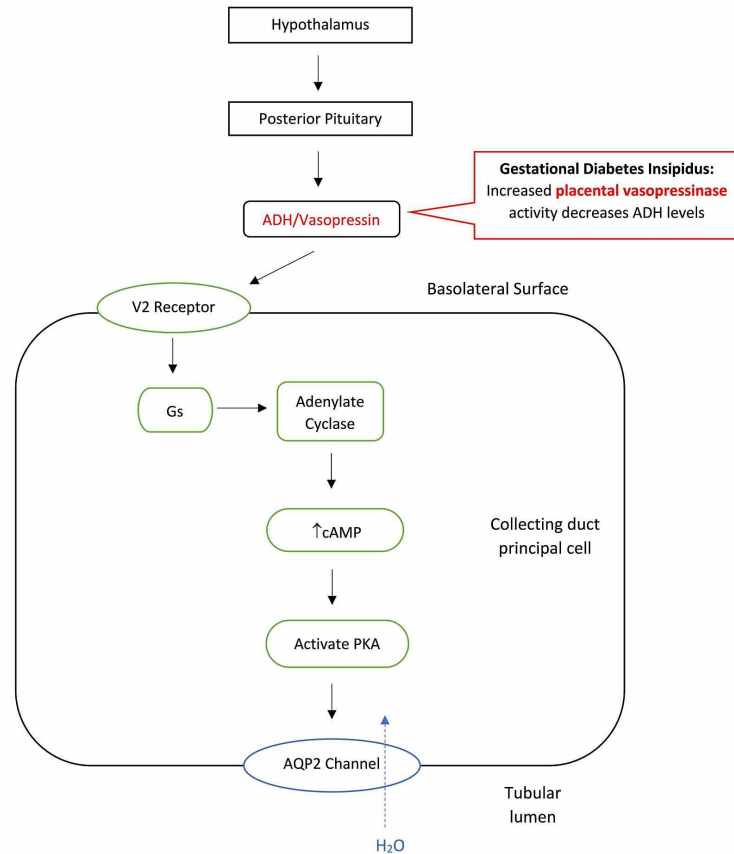 Hypothalamus
Posterior Pituitary
Gestational Diabetes Insipidus:
Increased placental vasopressinase
activity decreases ADH levels
ADH/Vasopressin
Basolateral Surface
V2 Receptor
Gs
Adenylate
Cyclase
↑cAMP
Collecting duct
principal cell
Activate PKA
AQP2 Channel
Tubular
lumen
H₂O